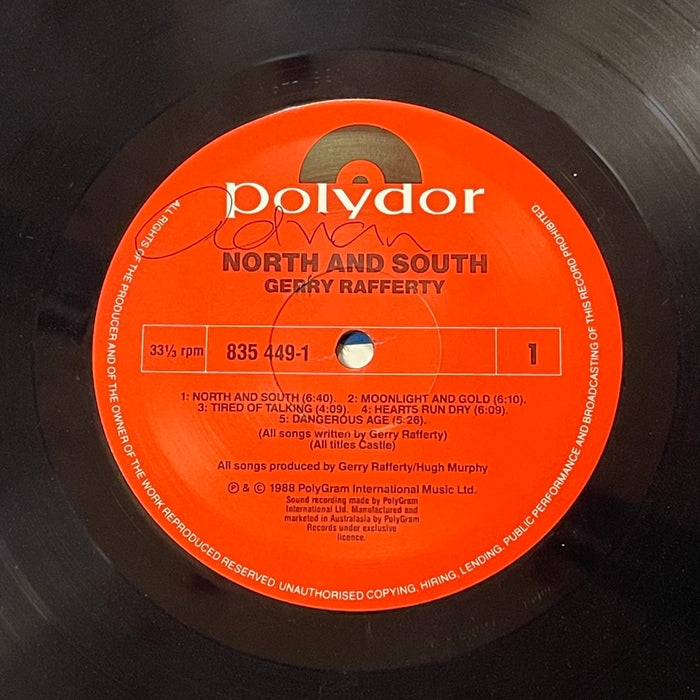 polydor
Adrian
NORTH AND SOUTH
GERRY RAFFERTY
33⅓ rpm 835 449-1 1
1: NORTH AND SOUTH (6:40). 2: MOONLIGHT AND GOLD (6:10).
3: TIRED OF TALKING (4:09). 4: HEARTS RUN DRY (6:09).
5: DANGEROUS AGE (5:26).
(All songs written by Gerry Rafferty)
(All titles Castle)
All songs produced by Gerry Rafferty/Hugh Murphy
℗ & © 1988 PolyGram International Music Ltd.
Sound recording made by PolyGram
International Ltd. Manufactured and
marketed in Australasia by PolyGram
Records under exclusive
licence.
ALL RIGHTS OF THE PRODUCER AND OF THE OWNER OF THE WORK REPRODUCED RESERVED. UNAUTHORISED COPYING, HIRING, LENDING, PUBLIC PERFORMANCE AND BROADCASTING OF THIS RECORD PROHIBITED